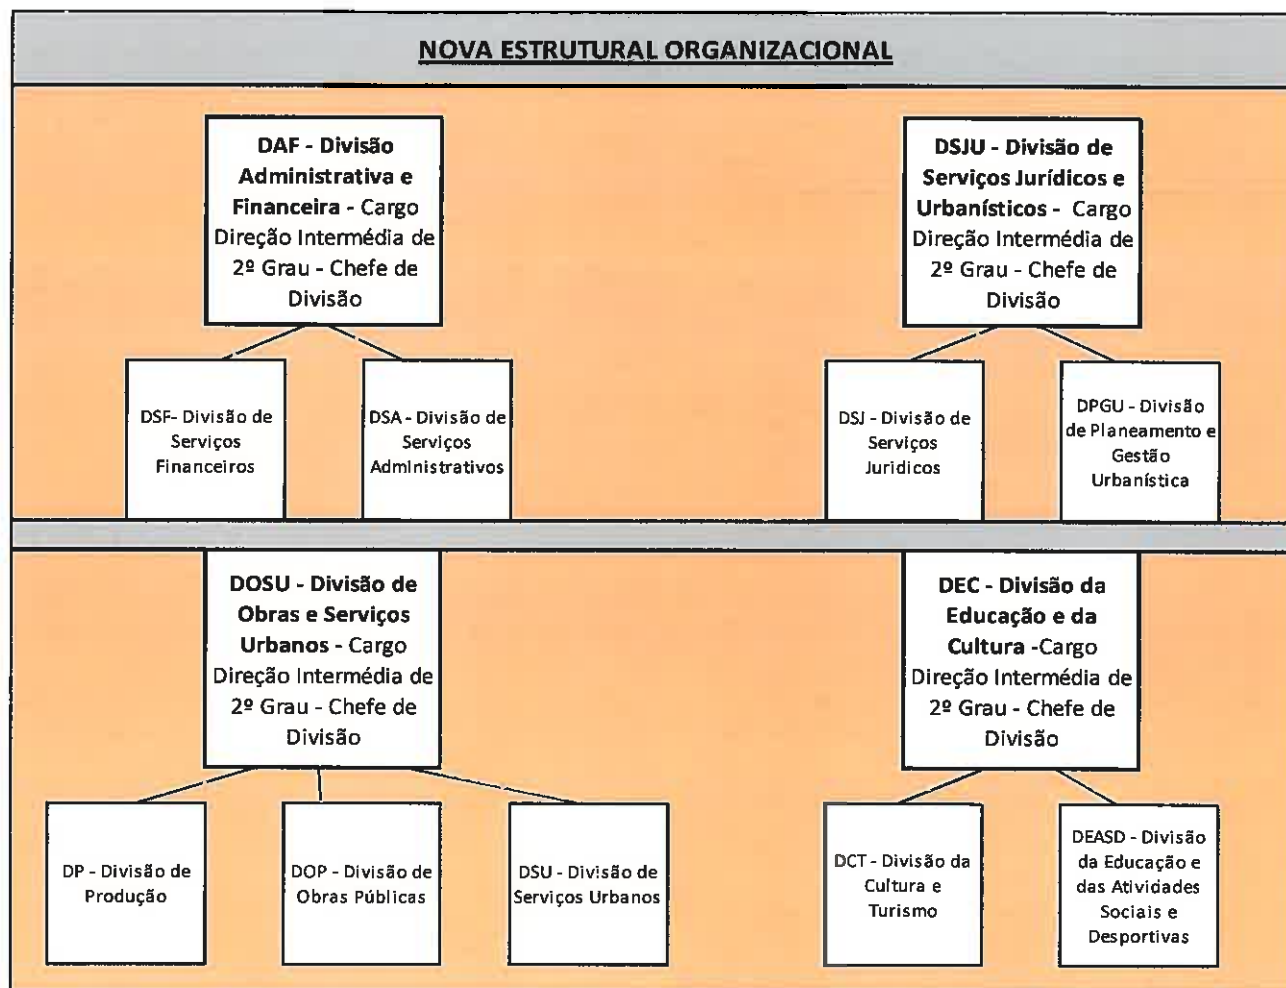 NOVA ESTRUTURAL ORGANIZACIONAL
DAF - Divisão
Administrativa e
Financeira - Cargo
Direção Intermédia de
2º Grau - Chefe de
Divisão
DSJU - Divisão de
Serviços Jurídicos e
Urbanísticos - Cargo
Direção Intermédia de
2º Grau - Chefe de
Divisão
DSF- Divisão de
Serviços
Financeiros
DSA - Divisão de
Serviços
Administrativos
DSJ - Divisão de
Serviços
Juridicos
DPGU - Divisão
de Planeamento e
Gestão
Urbanística
DOSU - Divisão de
Obras e Serviços
Urbanos - Cargo
Direção Intermédia de
2º Grau - Chefe de
Divisão
DEC - Divisão da
Educação e da
Cultura -Cargo
Direção Intermédia de
2º Grau - Chefe de
Divisão
DP - Divisão de
Produção
DOP - Divisão de
Obras Públicas
DSU - Divisão de
Serviços Urbanos
DCT - Divisão da
Cultura e
Turismo
DEASD - Divisão
da Educação e
das Atividades
Sociais e
Desportivas